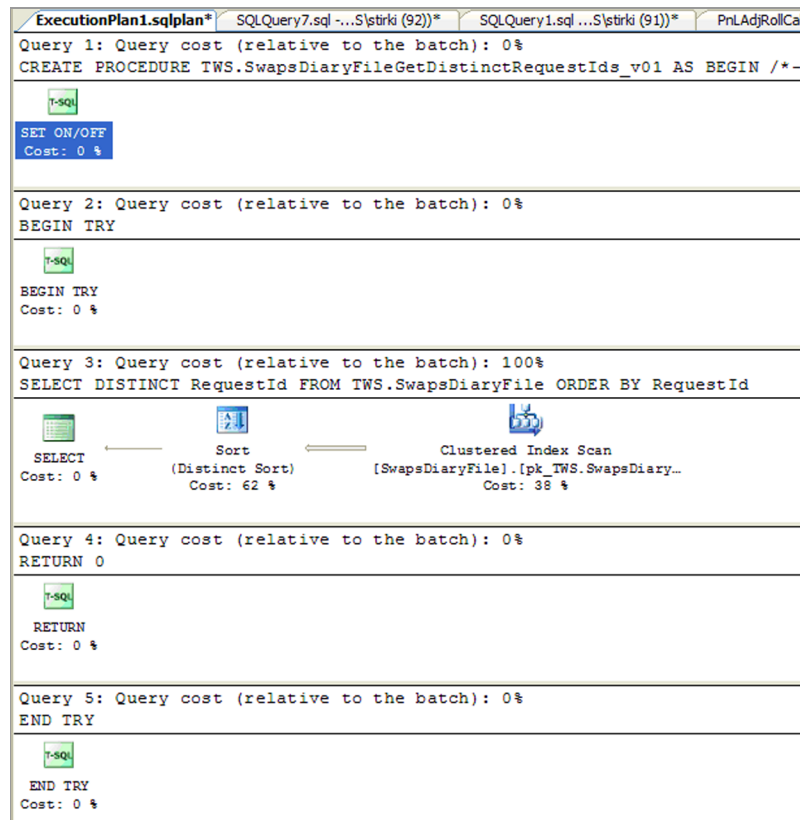 ExecutionPlan1.sqlplan* SQLQuery7.sql -...S\stirki (92))* SQLQuery1.sql ...S\stirki (91))* PnLAdjRollCa
Query 1: Query cost (relative to the batch): 0%
CREATE PROCEDURE TWS.SwapsDiaryFileGetDistinctRequestIds_v01 AS BEGIN /*-
T-SQL
SET ON/OFF
Cost: 0 %
Query 2: Query cost (relative to the batch): 0%
BEGIN TRY
T-SQL
BEGIN TRY
Cost: 0 %
Query 3: Query cost (relative to the batch): 100%
SELECT DISTINCT RequestId FROM TWS.SwapsDiaryFile ORDER BY RequestId
SELECT
Cost: 0 %
A
Z
Sort
(Distinct Sort)
Cost: 62 %
Clustered Index Scan
[SwapsDiaryFile].[pk_TWS.SwapsDiary…
Cost: 38 %
Query 4: Query cost (relative to the batch): 0%
RETURN 0
T-SQL
RETURN
Cost: 0 %
Query 5: Query cost (relative to the batch): 0%
END TRY
T-SQL
END TRY
Cost: 0 %